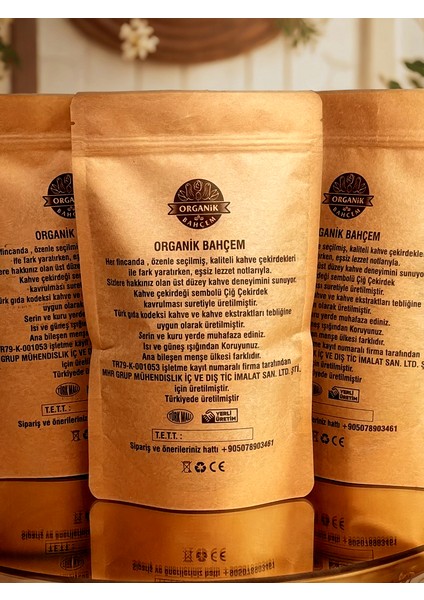 ORGANİK
BAHÇEM
ORGANİK BAHÇEM
Her fincanda , özenle seçilmiş, kaliteli kahve çekirdekleri
ile fark yaratırken, eşsiz lezzet notlarıyla.
Sizlere hakkınız olan üst düzey kahve deneyimini sunuyor.
Kahve çekirdeği sembolü Çiğ Çekirdek
kavrulması suretiyle üretilmiştir.
Türk gıda kodeksi kahve ve kahve ekstraktları tebliğine
uygun olarak üretilmiştir.
Serin ve kuru yerde muhafaza ediniz.
Isı ve güneş ışığından Koruyunuz.
Ana bileşen menşe ülkesi farklıdır.
TR79-K-001053 işletme kayıt numaralı firma tarafından
MHR GRUP MÜHENDISLIK İÇ VE DIŞ TİC İMALAT SAN. LTD. ŞTİ.
için üretilmiştir.
Türkiyede üretilmiştir
TÜRK MALI
YERLİ
ÜRETİM
T.E.T.T. :
Sipariş ve önerileriniz hattı +905078903461
CE